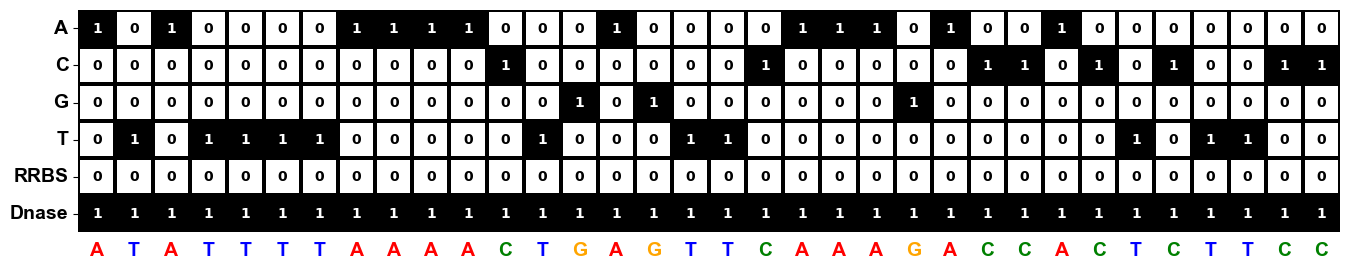 A 1 0 1 0 0 0 0 1 1 1 1 0 0 0 1 0 0 0 0 1 1 1 0 1 0 0 1 0 0 0 0 0 0 0
C 0 0 0 0 0 0 0 0 0 0 0 1 0 0 0 0 0 0 1 0 0 0 0 0 1 1 0 1 0 1 0 0 1 1
G 0 0 0 0 0 0 0 0 0 0 0 0 0 1 0 1 0 0 0 0 0 0 1 0 0 0 0 0 0 0 0 0 0 0
T 0 1 0 1 1 1 1 0 0 0 0 0 1 0 0 0 1 1 0 0 0 0 0 0 0 0 0 0 1 0 1 1 0 0
RRBS 0 0 0 0 0 0 0 0 0 0 0 0 0 0 0 0 0 0 0 0 0 0 0 0 0 0 0 0 0 0 0 0 0 0
Dnase 1 1 1 1 1 1 1 1 1 1 1 1 1 1 1 1 1 1 1 1 1 1 1 1 1 1 1 1 1 1 1 1 1 1
A T A T T T T A A A A C T G A G T T C A A A G A C C A C T C T T C C